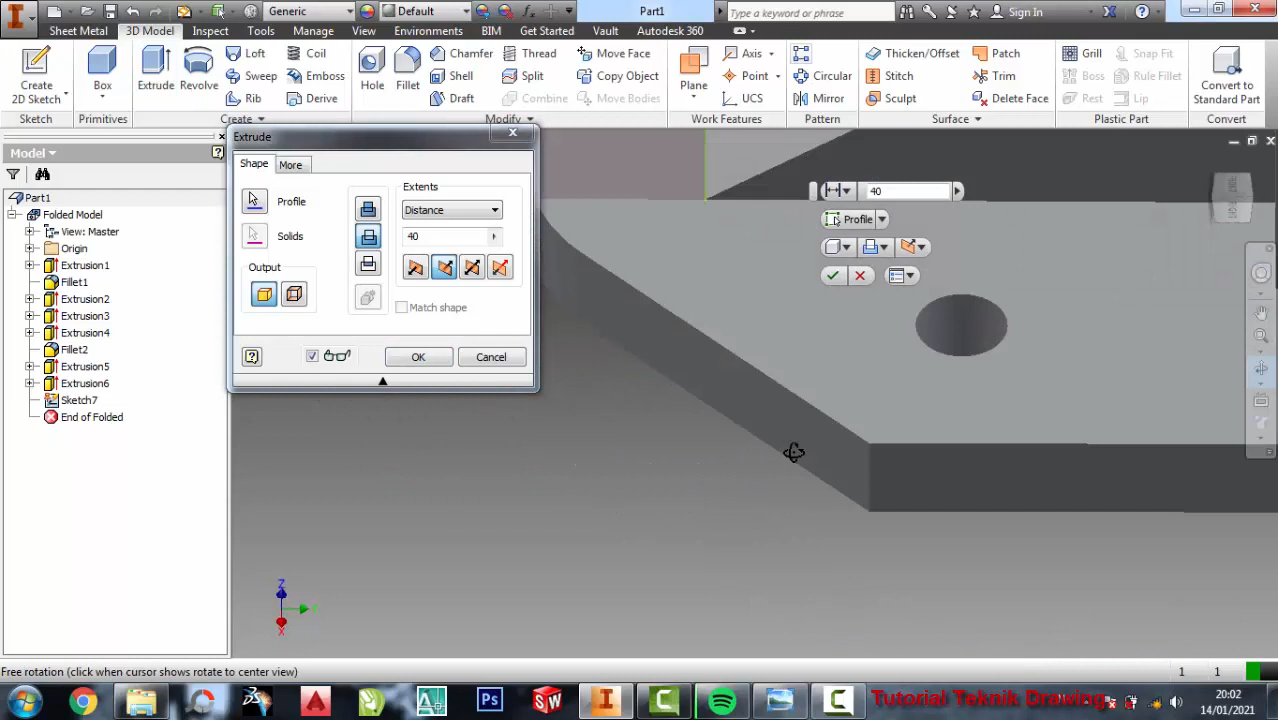 Generic
Default
Part1
Type a keyword or phrase
Sign In
Sheet Metal
3D Model
Inspect
Tools
Manage
View
Environments
BIM
Get Started
Vault
Autodesk 360
Create
2D Sketch
Box
Extrude
Revolve
Loft
Sweep
Rib
Coil
Emboss
Derive
Hole
Fillet
Chamfer
Shell
Draft
Thread
Split
Combine
Move Face
Copy Object
Move Bodies
Plane
Axis
Point
UCS
Circular
Mirror
Thicken/Offset
Stitch
Sculpt
Patch
Trim
Delete Face
Grill
Boss
Rest
Snap Fit
Rule Fillet
Lip
Convert to
Standard Part
Sketch
Primitives
Create
Modify
Work Features
Pattern
Surface
Plastic Part
Convert
Model
Part1
Folded Model
View: Master
Origin
Extrusion1
Fillet1
Extrusion2
Extrusion3
Extrusion4
Fillet2
Extrusion5
Extrusion6
Sketch7
End of Folded
Extrude
Shape
More
Profile
Solids
Output
Extents
Distance
40
Match shape
OK
Cancel
40
Profile
Z
X
Free rotation (click when cursor shows rotate to center view)
1
1
Ps
SW
Tutorial Teknik Drawing
20:02
14/01/2021